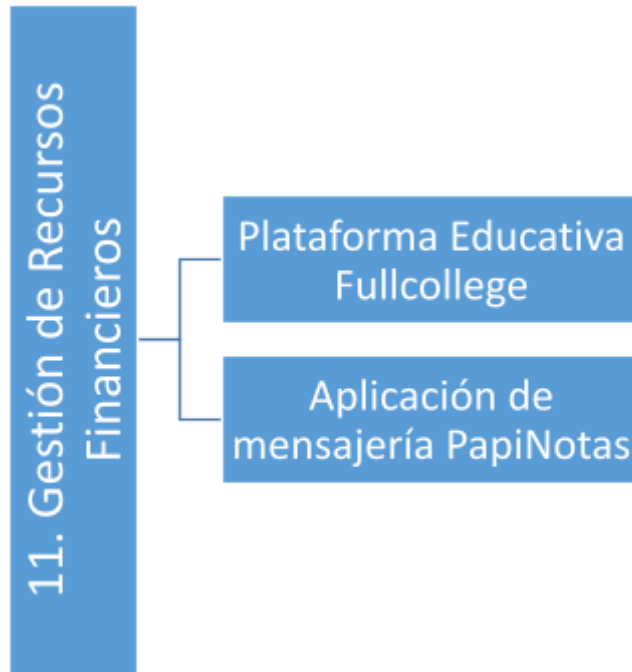 11. Gestión de Recursos
Financieros
Plataforma Educativa
Fullcollege
Aplicación de
mensajería PapiNotas